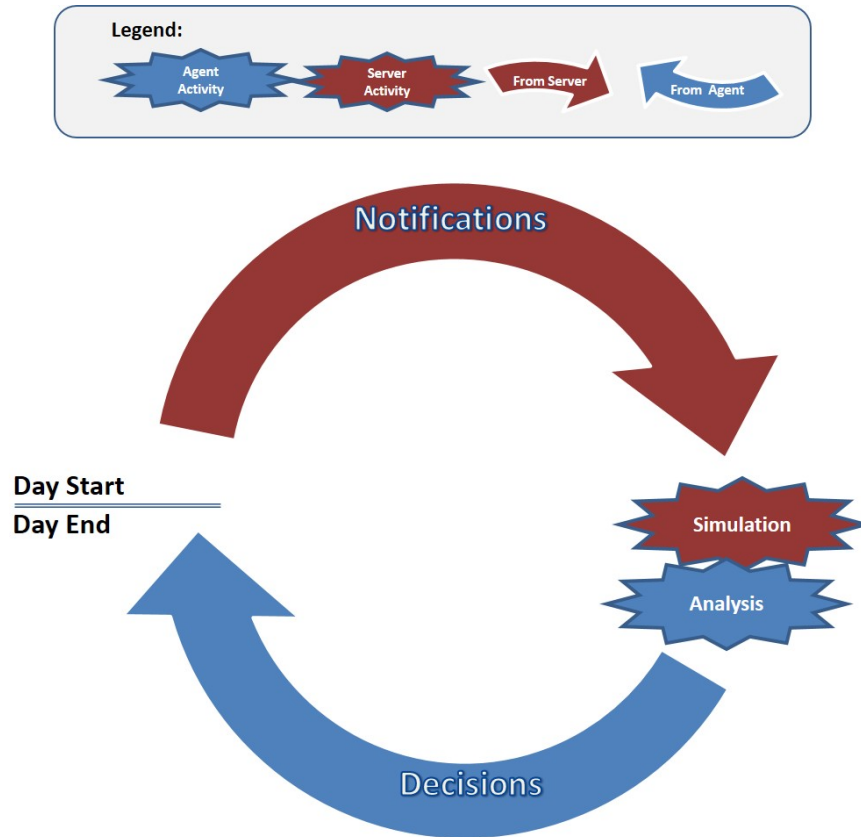 Legend:
Agent
Activity
Server
Activity
From Server
From Agent
Notifications
Day Start
Day End
Simulation
Analysis
Decisions